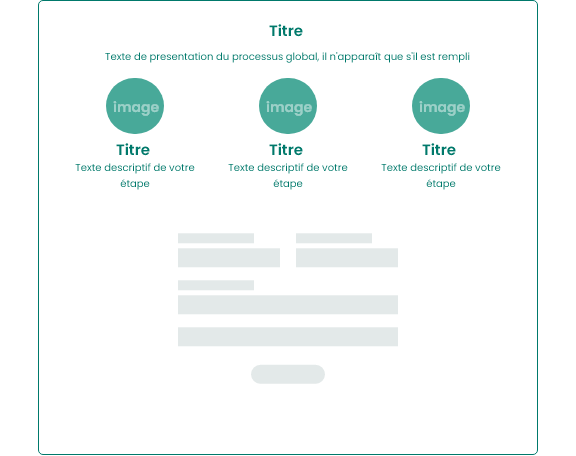 Titre
Texte de presentation du processus global, il n'apparaît que s'il est rempli
image image image
Titre Titre Titre
Texte descriptif de votre étape
Texte descriptif de votre étape
Texte descriptif de votre étape